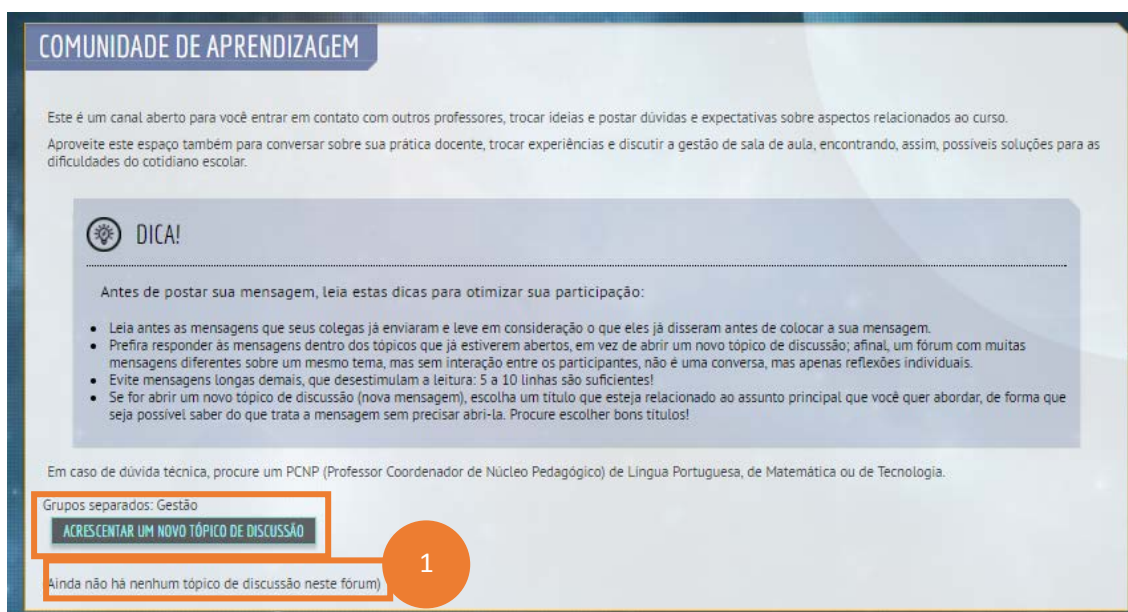 COMUNIDADE DE APRENDIZAGEM
Este é um canal aberto para você entrar em contato com outros professores, trocar ideias e postar dúvidas e expectativas sobre aspectos relacionados ao curso.
Aproveite este espaço também para conversar sobre sua prática docente, trocar experiências e discutir a gestão de sala de aula, encontrando, assim, possíveis soluções para as
dificuldades do cotidiano escolar.
DICA!
Antes de postar sua mensagem, leia estas dicas para otimizar sua participação:
• Leia antes as mensagens que seus colegas já enviaram e leve em consideração o que eles já disseram antes de colocar a sua mensagem.
• Prefira responder às mensagens dentro dos tópicos que já estiverem abertos, em vez de abrir um novo tópico de discussão; afinal, um fórum com muitas
mensagens diferentes sobre um mesmo tema, mas sem interação entre os participantes, não é uma conversa, mas apenas reflexões individuais.
• Evite mensagens longas demais, que desestimulam a leitura: 5 a 10 linhas são suficientes!
• Se for abrir um novo tópico de discussão (nova mensagem), escolha um título que esteja relacionado ao assunto principal que você quer abordar, de forma que
seja possível saber do que trata a mensagem sem precisar abri-la. Procure escolher bons títulos!
Em caso de dúvida técnica, procure um PCNP (Professor Coordenador de Núcleo Pedagógico) de Língua Portuguesa, de Matemática ou de Tecnologia.
Grupos separados: Gestão
ACRESCENTAR UM NOVO TÓPICO DE DISCUSSÃO
1
(Ainda não há nenhum tópico de discussão neste fórum)